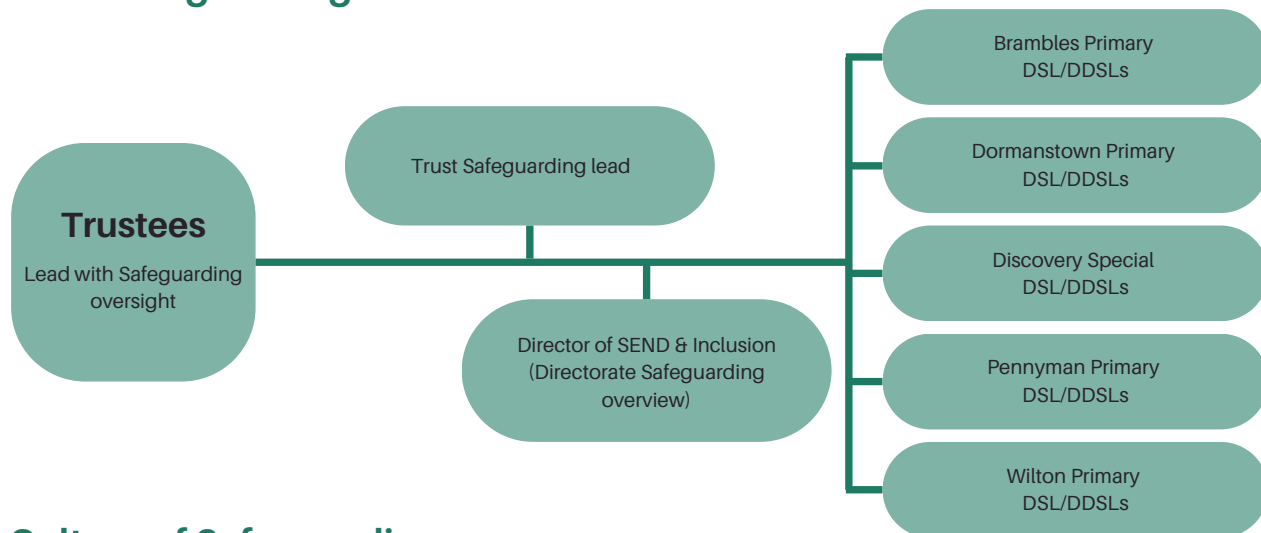 Trustees
Lead with Safeguarding
oversight
Trust Safeguarding lead
Director of SEND & Inclusion
(Directorate Safeguarding
overview)
Brambles Primary
DSL/DDSLs
Dormanstown Primary
DSL/DDSLs
Discovery Special
DSL/DDSLs
Pennyman Primary
DSL/DDSLs
Wilton Primary
DSL/DDSLs